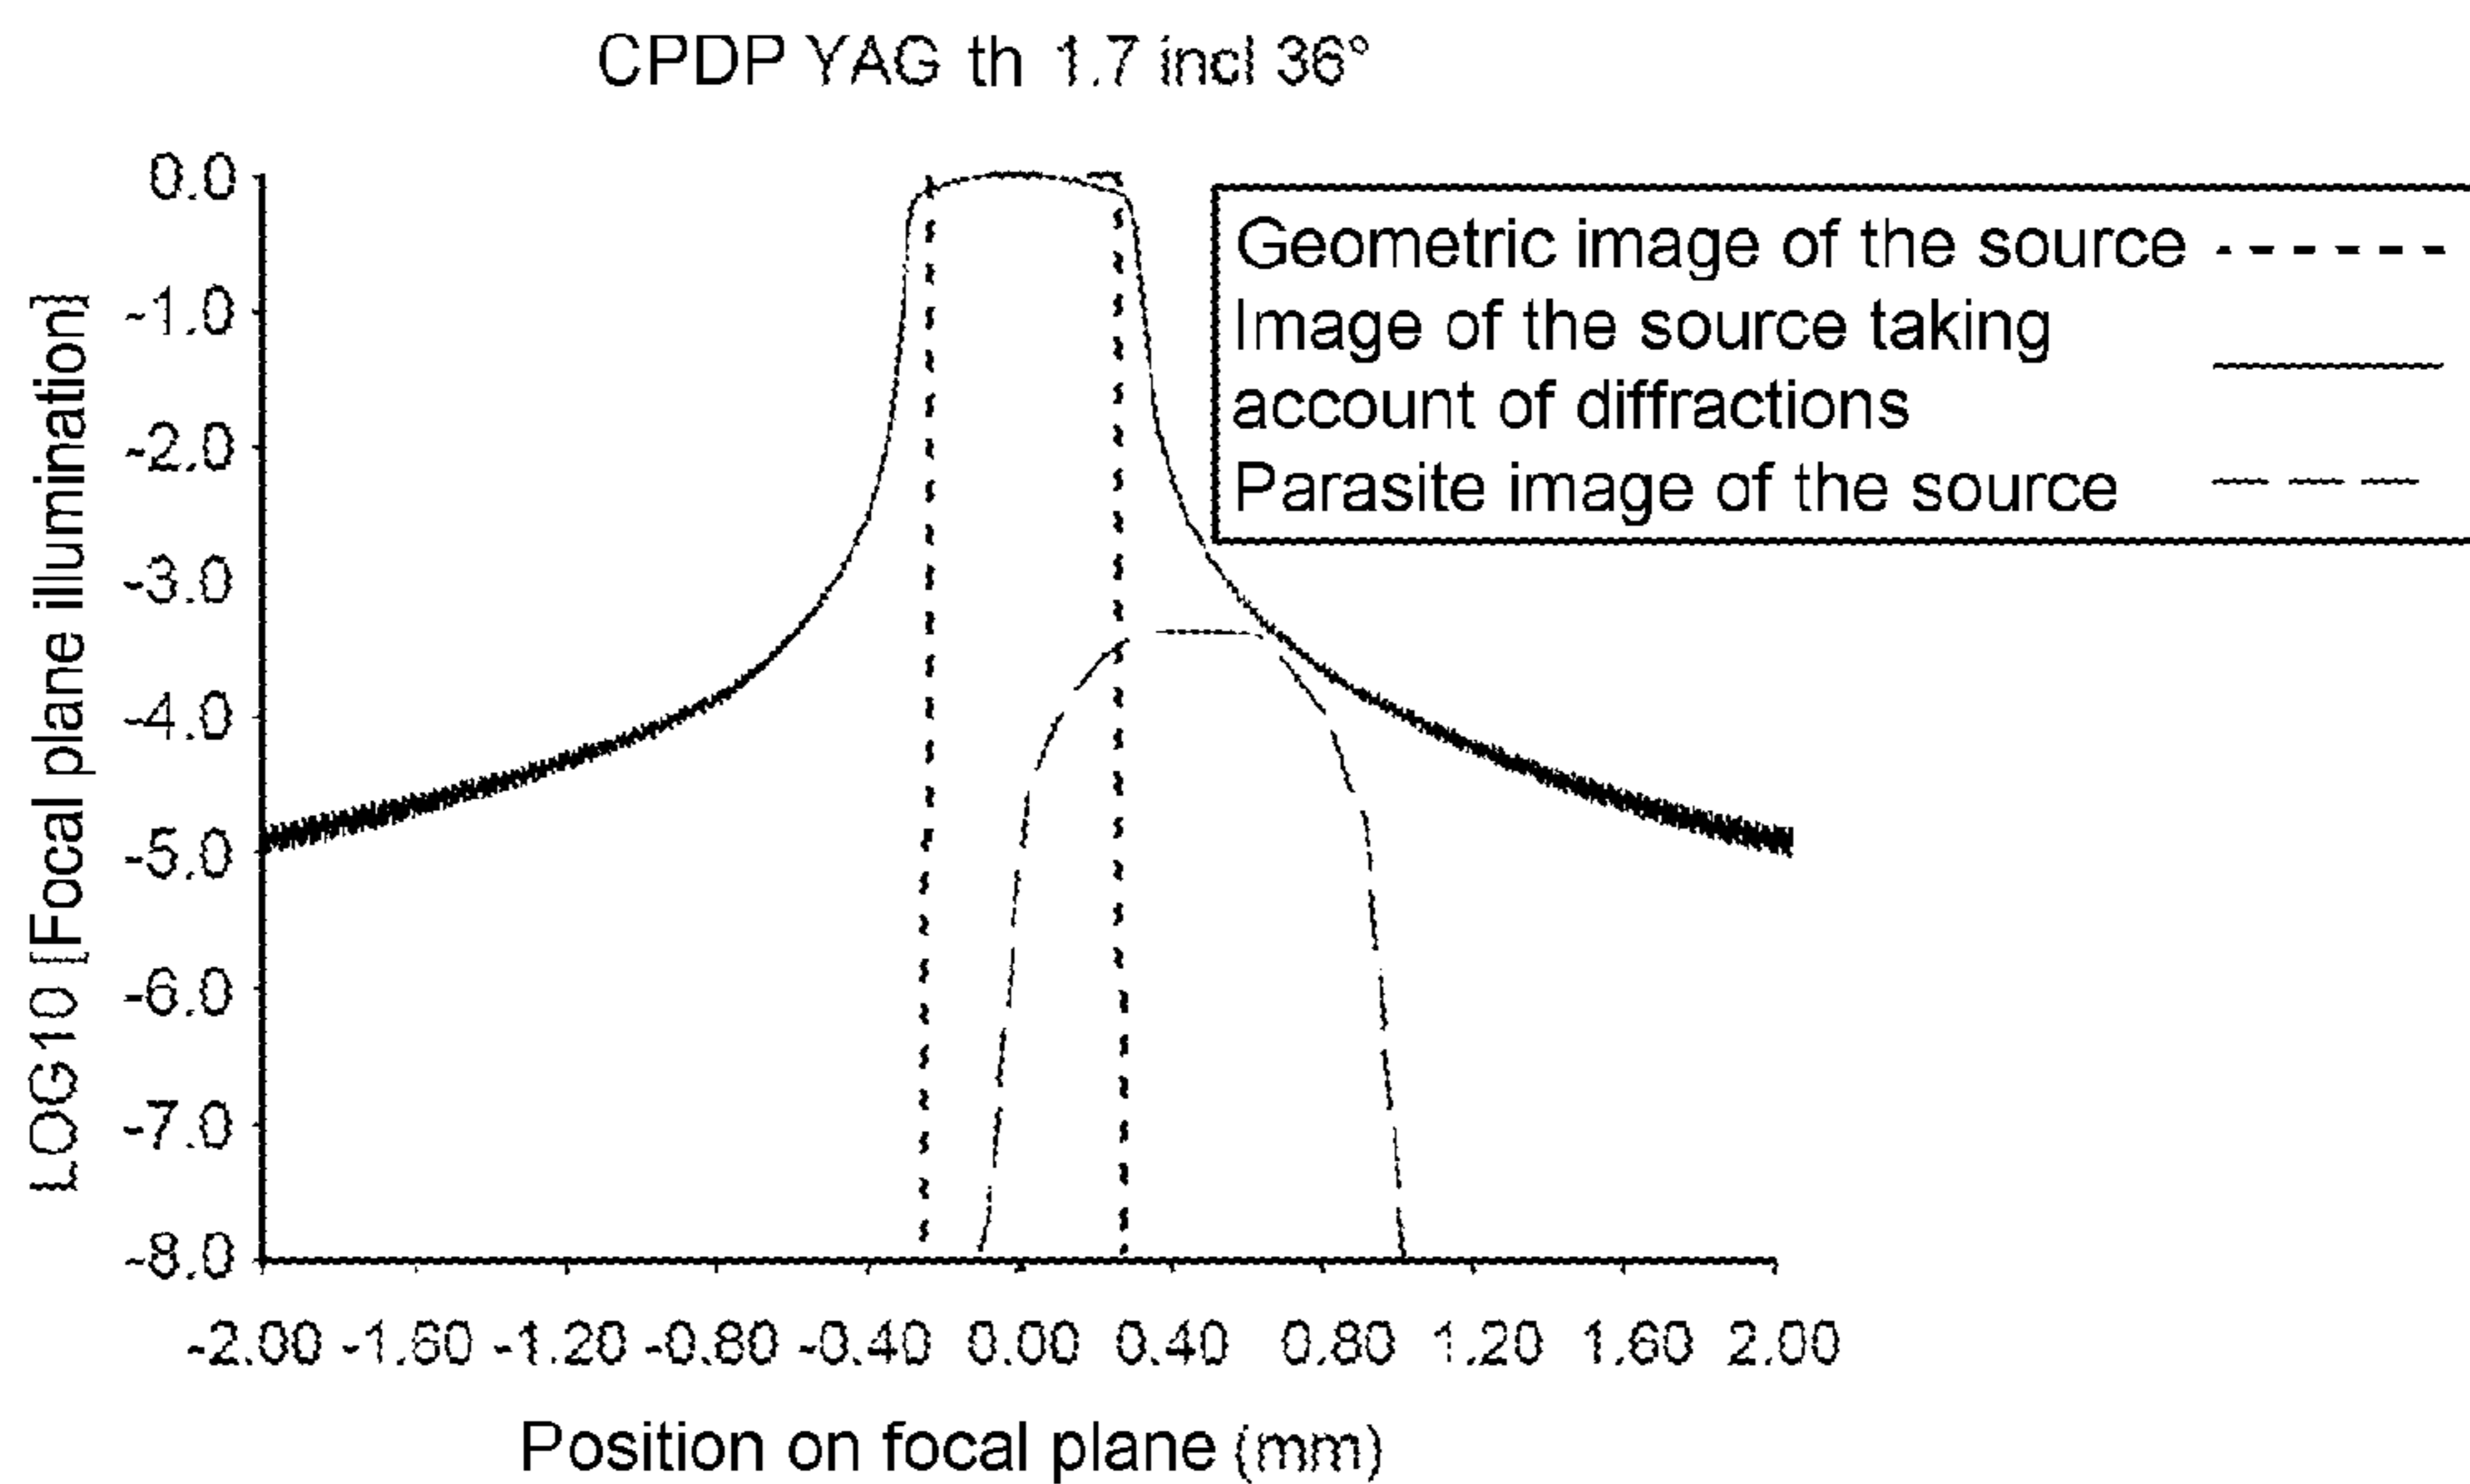 CPDP YAG th 1.7 incl 36°
0.0
-1.0
-2.0
-3.0
-4.0
-5.0
-6.0
-7.0
-8.0
LOG10 [Focal plane illumination]
Geometric image of the source
Image of the source taking
account of diffractions
Parasite image of the source
-2.00 -1.60 -1.20 -0.80 -0.40 0.00 0.40 0.80 1.20 1.60 2.00
Position on focal plane (mm)